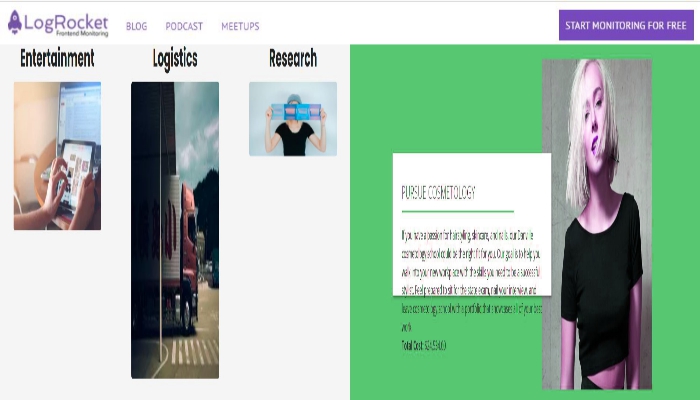 LogRocket
Frontend Monitoring
BLOG PODCAST MEETUPS
START MONITORING FOR FREE
Entertainment Logistics Research
PURSUE COSMETOLOGY
If you have a passion for hairstyling, skincare, and nails, our Danville
cosmetology school could be the right fit for you. Our goal is to help you
walk into your new workplace with the skills you need to be a successful
stylist. Feel prepared to sit for the state exam, nail your interview, and
leave cosmetology school with a portfolio that showcases all of your best
work.
Total Cost: